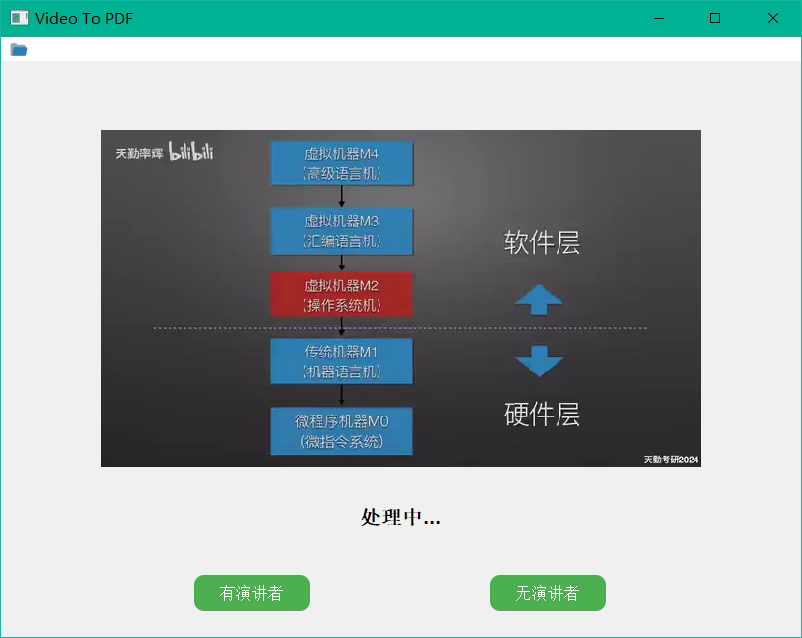 Video To PDF
天勤率辉 bilibili
虚拟机器M4
(高级语言机)
虚拟机器M3
(汇编语言机)
软件层
虚拟机器M2
(操作系统机)
传统机器M1
(机器语言机)
硬件层
微程序机器M0
(微指令系统)
天勤考研2024
处理中...
有演讲者
无演讲者